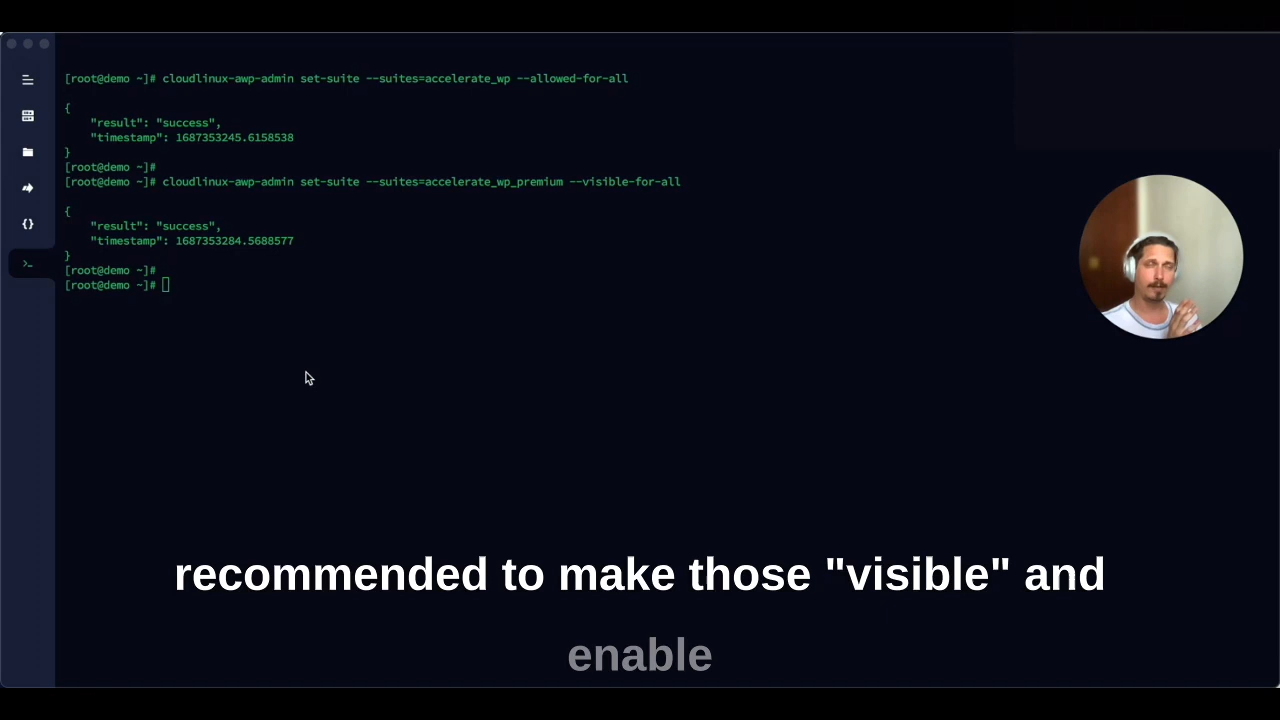 [root@demo ~]# cloudlinux-awp-admin set-suite --suites=accelerate_wp --allowed-for-all
{
"result": "success",
"timestamp": 1687353245.6158538
}
[root@demo ~]#
[root@demo ~]# cloudlinux-awp-admin set-suite --suites=accelerate_wp_premium --visible-for-all
{
"result": "success",
"timestamp": 1687353284.5688577
}
[root@demo ~]#
[root@demo ~]#
recommended to make those "visible" and
enable